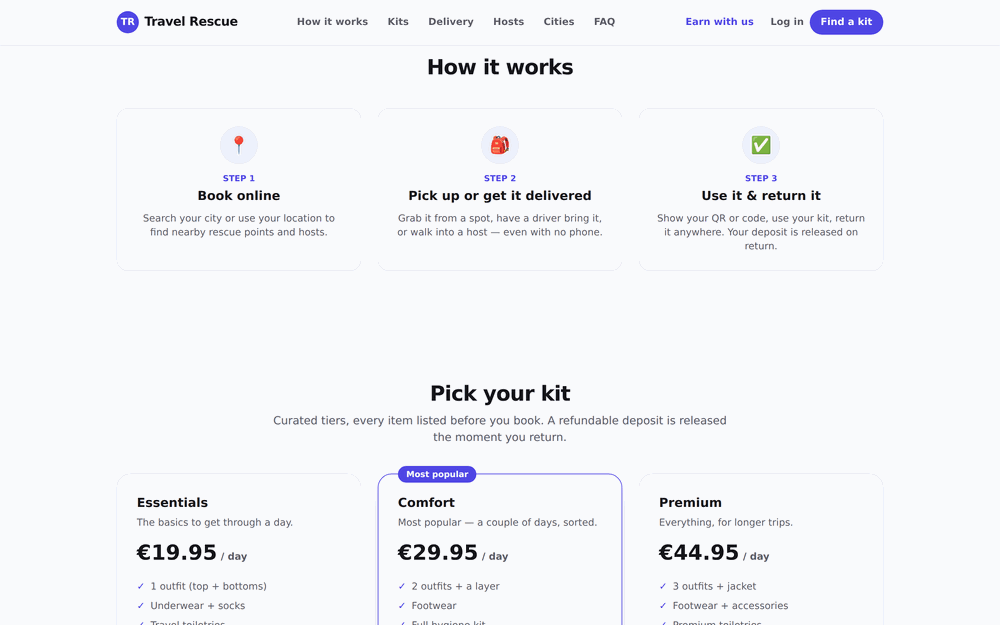 TR Travel Rescue How it works Kits Delivery Hosts Cities FAQ Earn with us Log in Find a kit
How it works
STEP 1
Book online
Search your city or use your location to
find nearby rescue points and hosts.
STEP 2
Pick up or get it delivered
Grab it from a spot, have a driver bring it,
or walk into a host — even with no phone.
STEP 3
Use it & return it
Show your QR or code, use your kit, return
it anywhere. Your deposit is released on
return.
Pick your kit
Curated tiers, every item listed before you book. A refundable deposit is released
the moment you return.
Essentials
The basics to get through a day.
€19.95 / day
✓ 1 outfit (top + bottoms)
✓ Underwear + socks
Travel toiletries
Most popular
Comfort
Most popular — a couple of days, sorted.
€29.95 / day
✓ 2 outfits + a layer
✓ Footwear
✓ Full hygiene kit
Premium
Everything, for longer trips.
€44.95 / day
✓ 3 outfits + jacket
✓ Footwear + accessories
✓ Premium toiletries